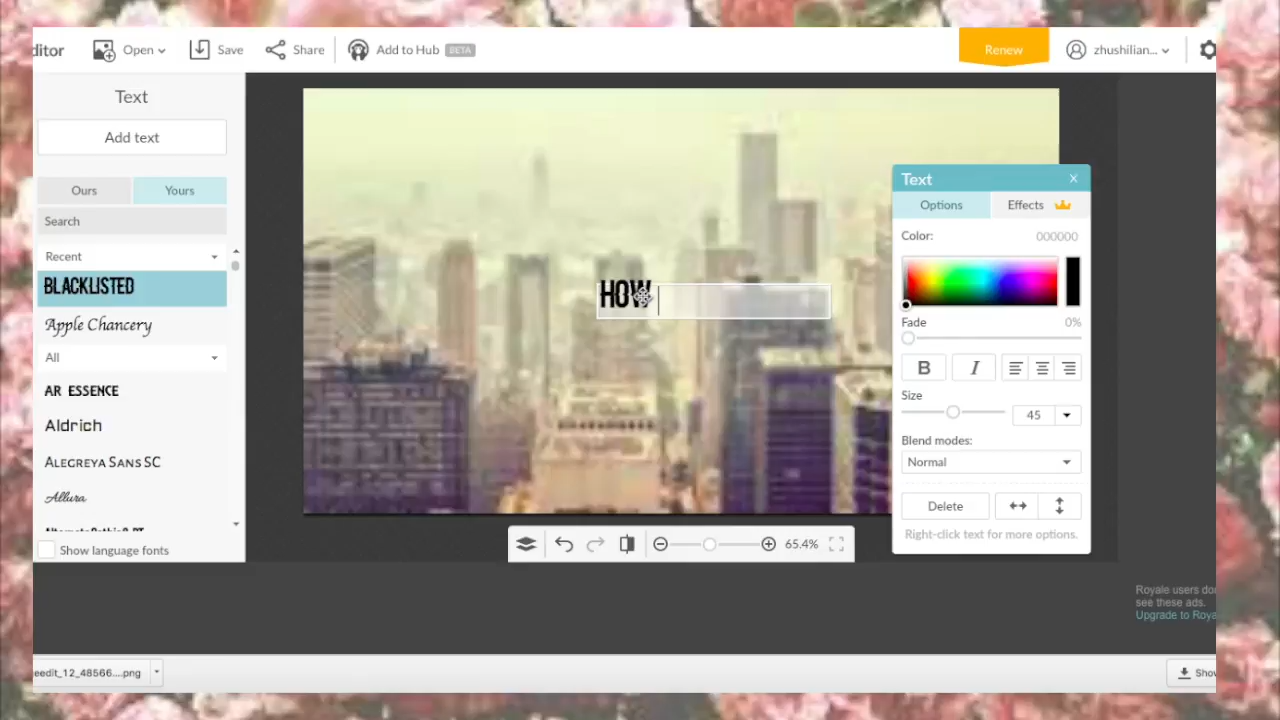 ditor
Open
Save
Share
Add to Hub BETA
Renew
zhushilian...
Text
Add text
Ours
Yours
Search
Recent
BLACKLISTED
Apple Chancery
All
AR ESSENCE
Aldrich
ALEGREYA SANS SC
Allura
Show language fonts
HOW
65.4%
Text
X
Options
Effects
Color:
000000
Fade
0%
B
I
Size
45
Blend modes:
Normal
Delete
Right-click text for more options.
Royale users do
see these ads.
Upgrade to Roya
eedit_12_48566....png
Show